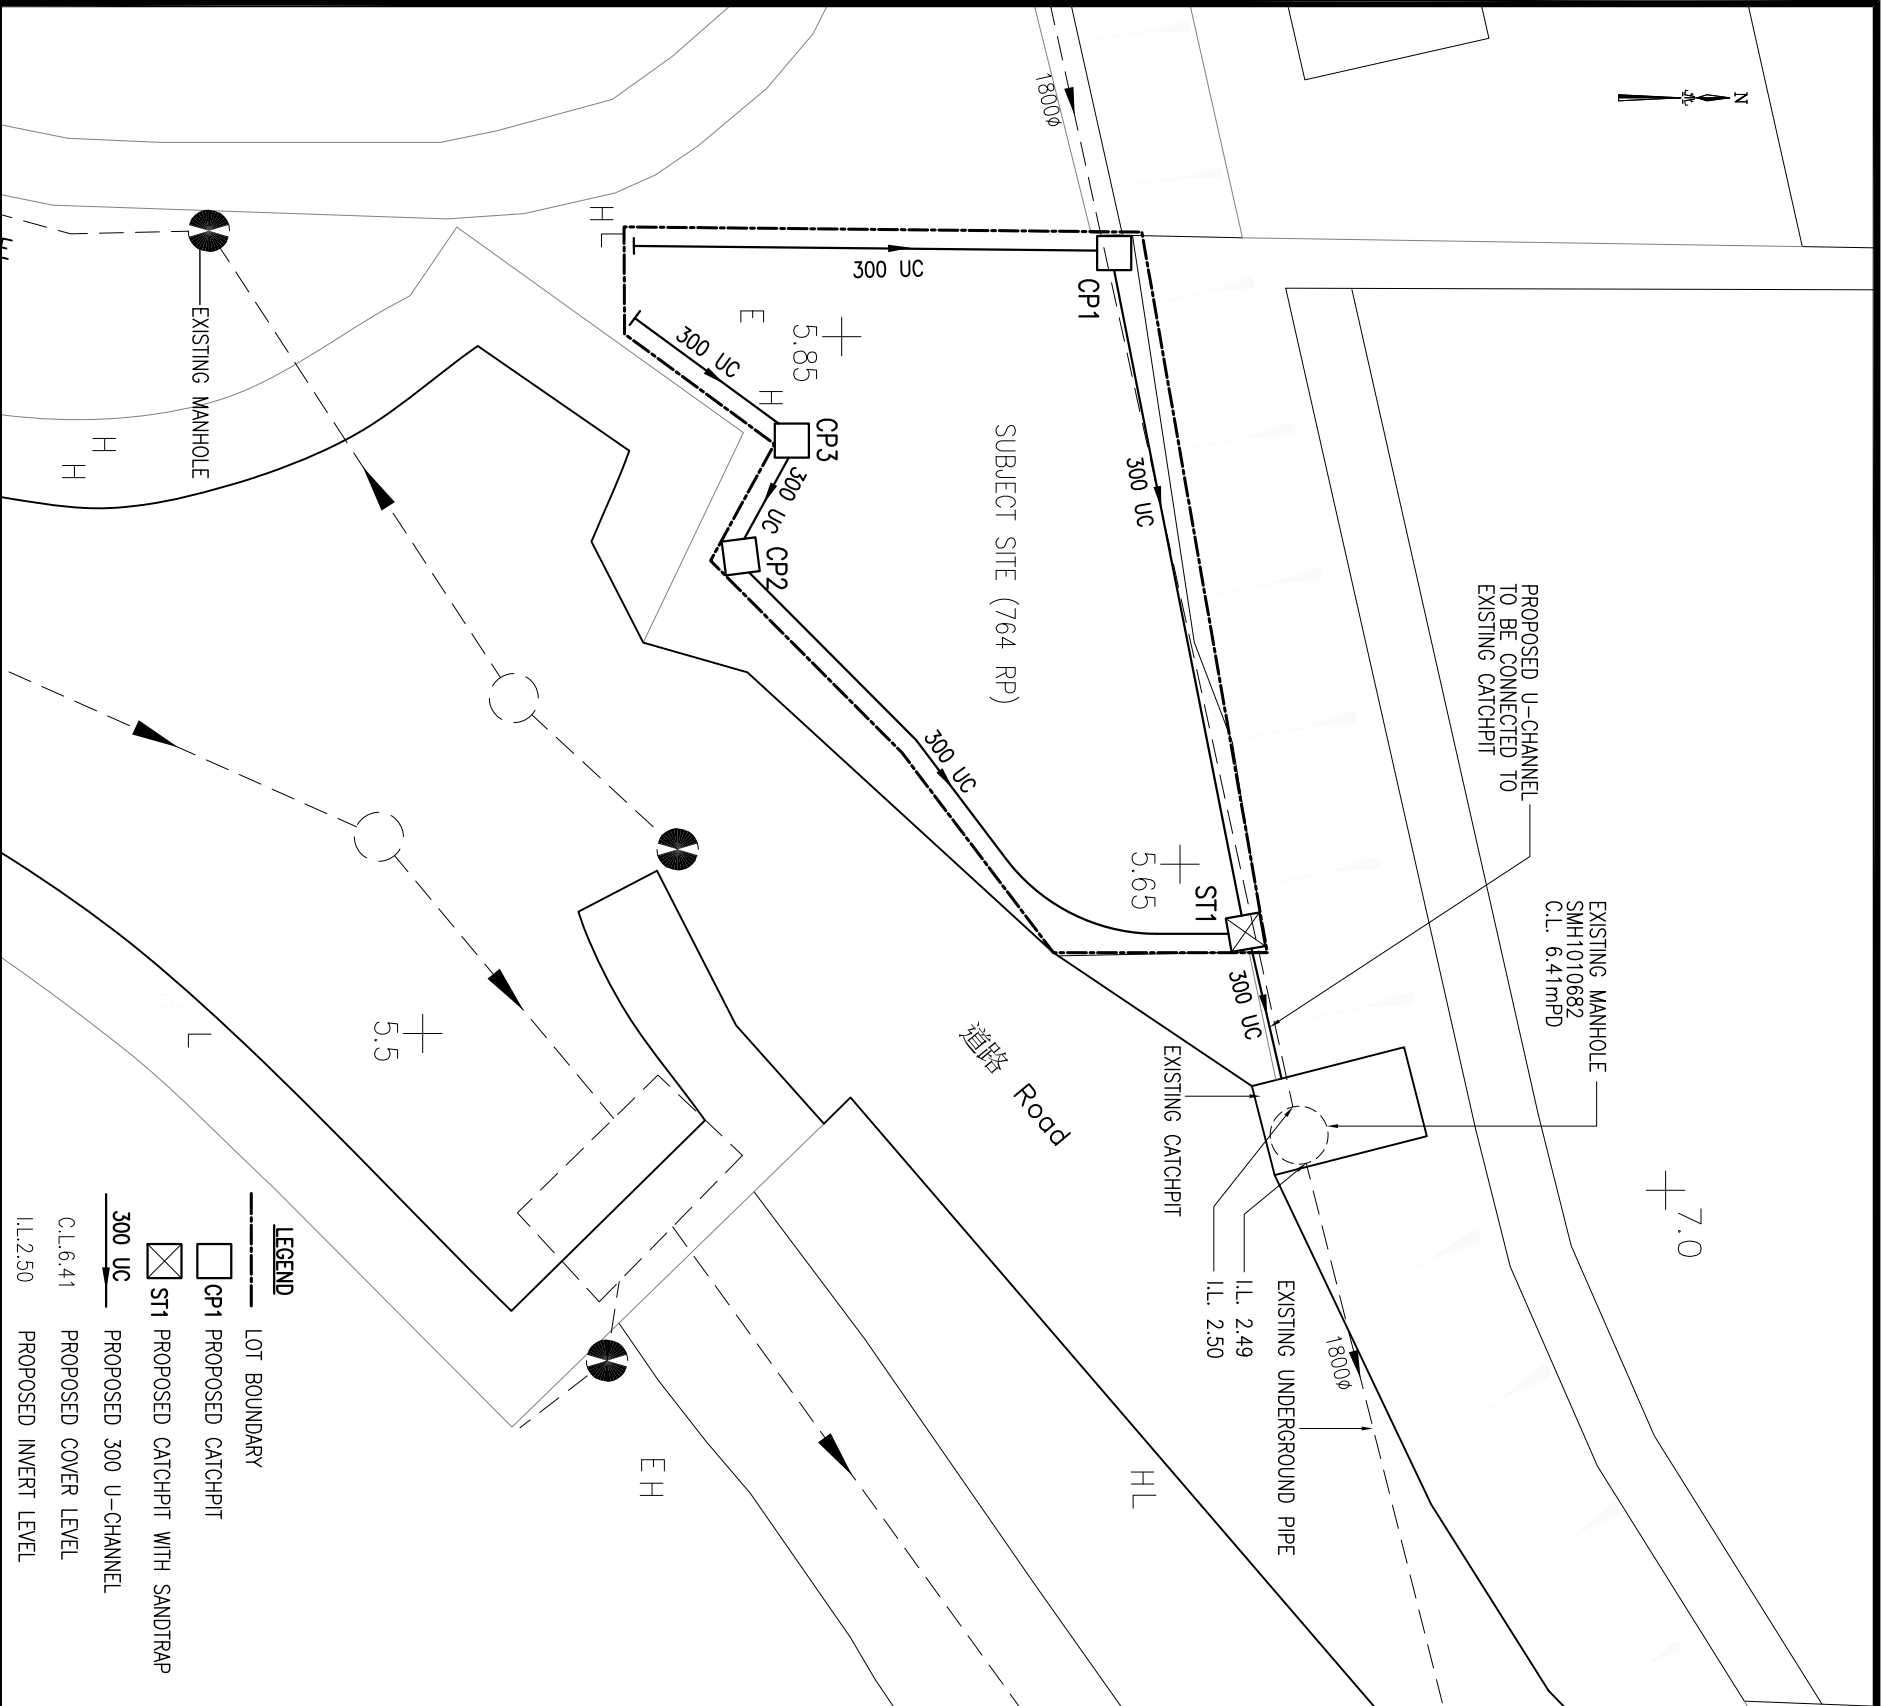 N
北
1800ø
PROPOSED U-CHANNEL
TO BE CONNECTED TO
EXISTING CATCHPIT
EXISTING MANHOLE
SMH1010682
C.L. 6.41mPD
7.0
CP1
300 UC
300 UC
SUBJECT SITE (764 RP)
5.85
E
H
H
L
300 UC
CP3
300 UC
CP2
300 UC
5.65
ST1
300 UC
EXISTING CATCHPIT
I.L. 2.49
I.L. 2.50
EXISTING UNDERGROUND PIPE
1800ø
道路 Road
HL
EH
EXISTING MANHOLE
H
H
5.5
L
LEGEND
LOT BOUNDARY
CP1 PROPOSED CATCHPIT
ST1 PROPOSED CATCHPIT WITH SANDTRAP
300 UC PROPOSED 300 U-CHANNEL
C.L.6.41 PROPOSED COVER LEVEL
I.L.2.50 PROPOSED INVERT LEVEL